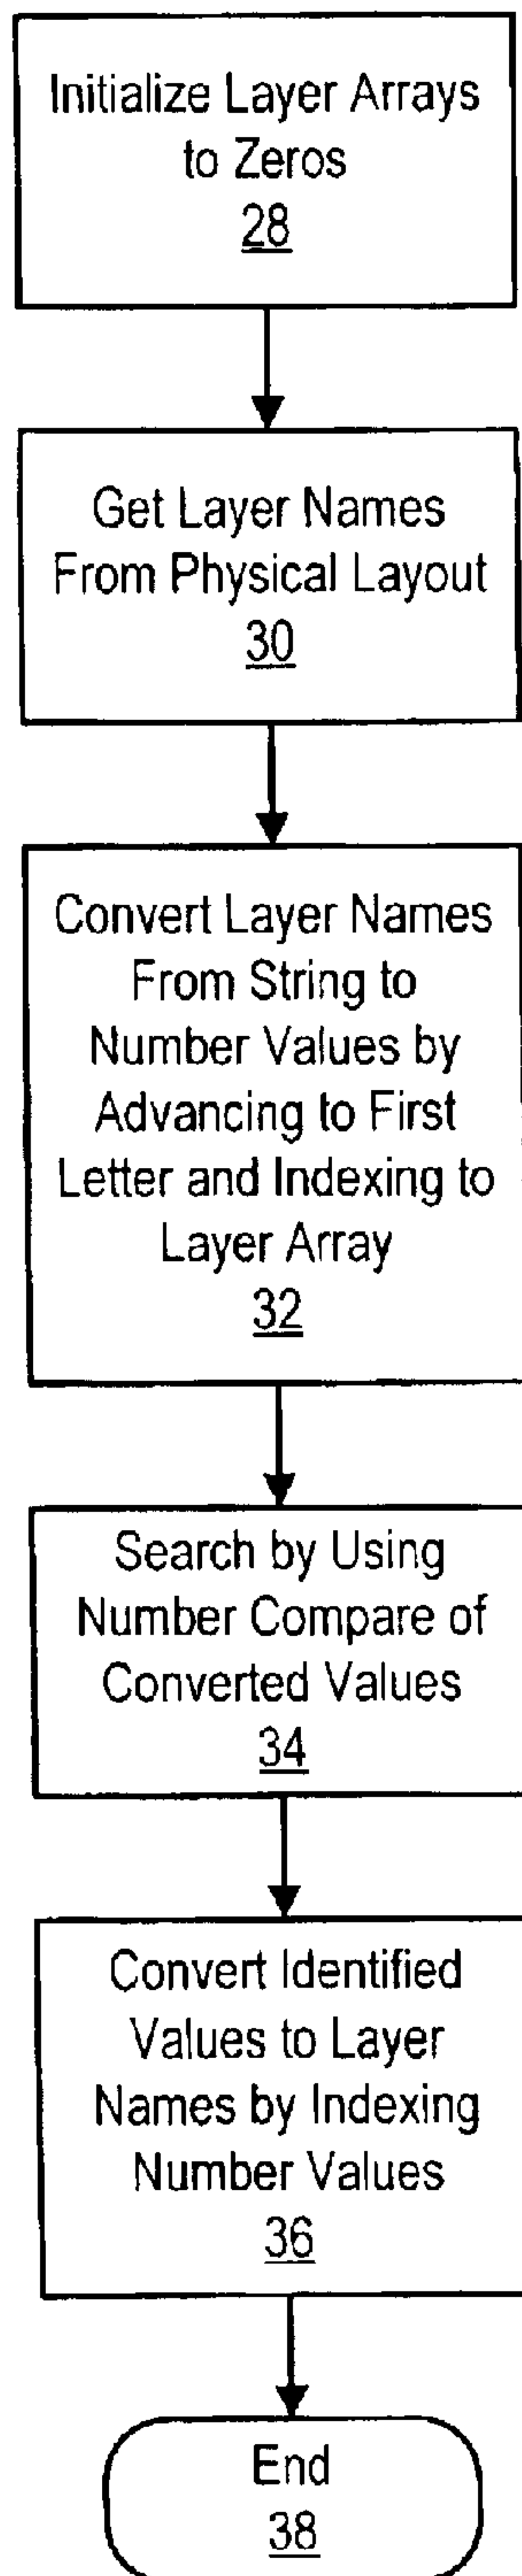 Initialize Layer Arrays
to Zeros
28
Get Layer Names
From Physical Layout
30
Convert Layer Names
From String to
Number Values by
Advancing to First
Letter and Indexing to
Layer Array
32
Search by Using
Number Compare of
Converted Values
34
Convert Identified
Values to Layer
Names by Indexing
Number Values
36
End
38